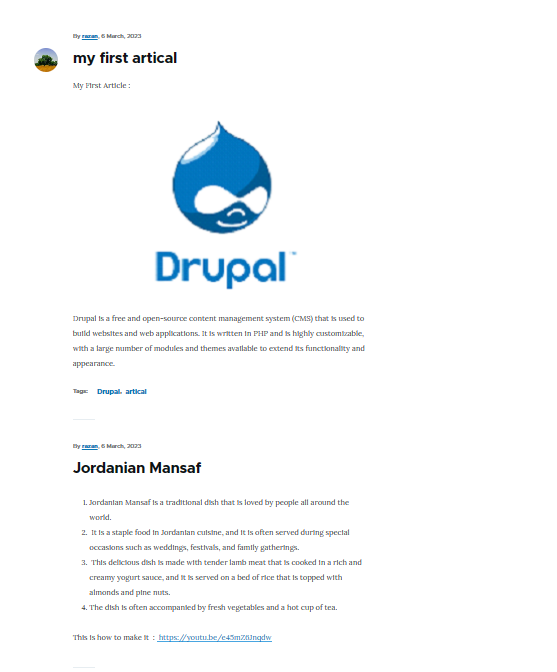 By razan, 6 March, 2023
my first artical
My First Article :
Drupal™
Drupal is a free and open-source content management system (CMS) that is used to
build websites and web applications. It is written in PHP and is highly customizable,
with a large number of modules and themes available to extend its functionality and
appearance.
Tags: Drupal, artical
By razan, 6 March, 2023
Jordanian Mansaf
1. Jordanian Mansaf is a traditional dish that is loved by people all around the
world.
2. It is a staple food in Jordanian cuisine, and it is often served during special
occasions such as weddings, festivals, and family gatherings.
3. This delicious dish is made with tender lamb meat that is cooked in a rich and
creamy yogurt sauce, and it is served on a bed of rice that is topped with
almonds and pine nuts.
4. The dish is often accompanied by fresh vegetables and a hot cup of tea.
This is how to make it : https://youtu.be/e45mZ6Jnqdw